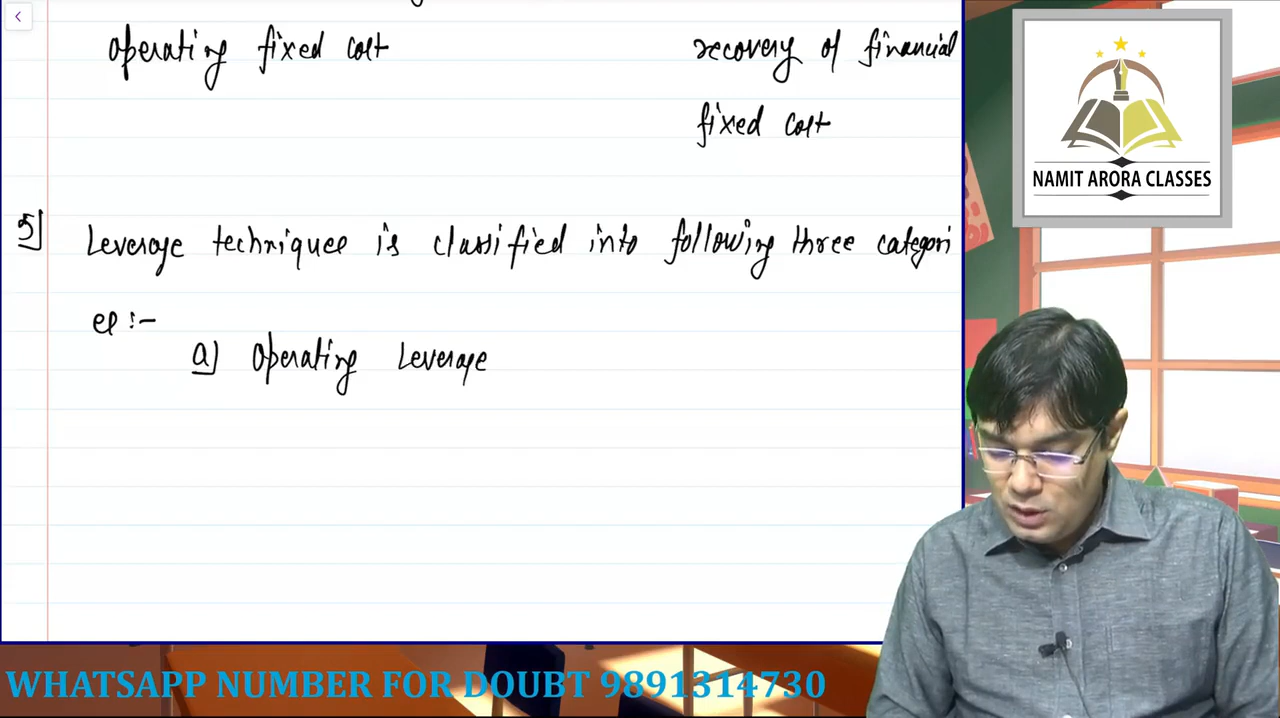 operating fixed cost
recovery of financial
fixed cost
5] Leverage techniques is classified into following three categori
es :-
a] Operating Leverage
NAMIT ARORA CLASSES
WHATSAPP NUMBER FOR DOUBT 9891314730